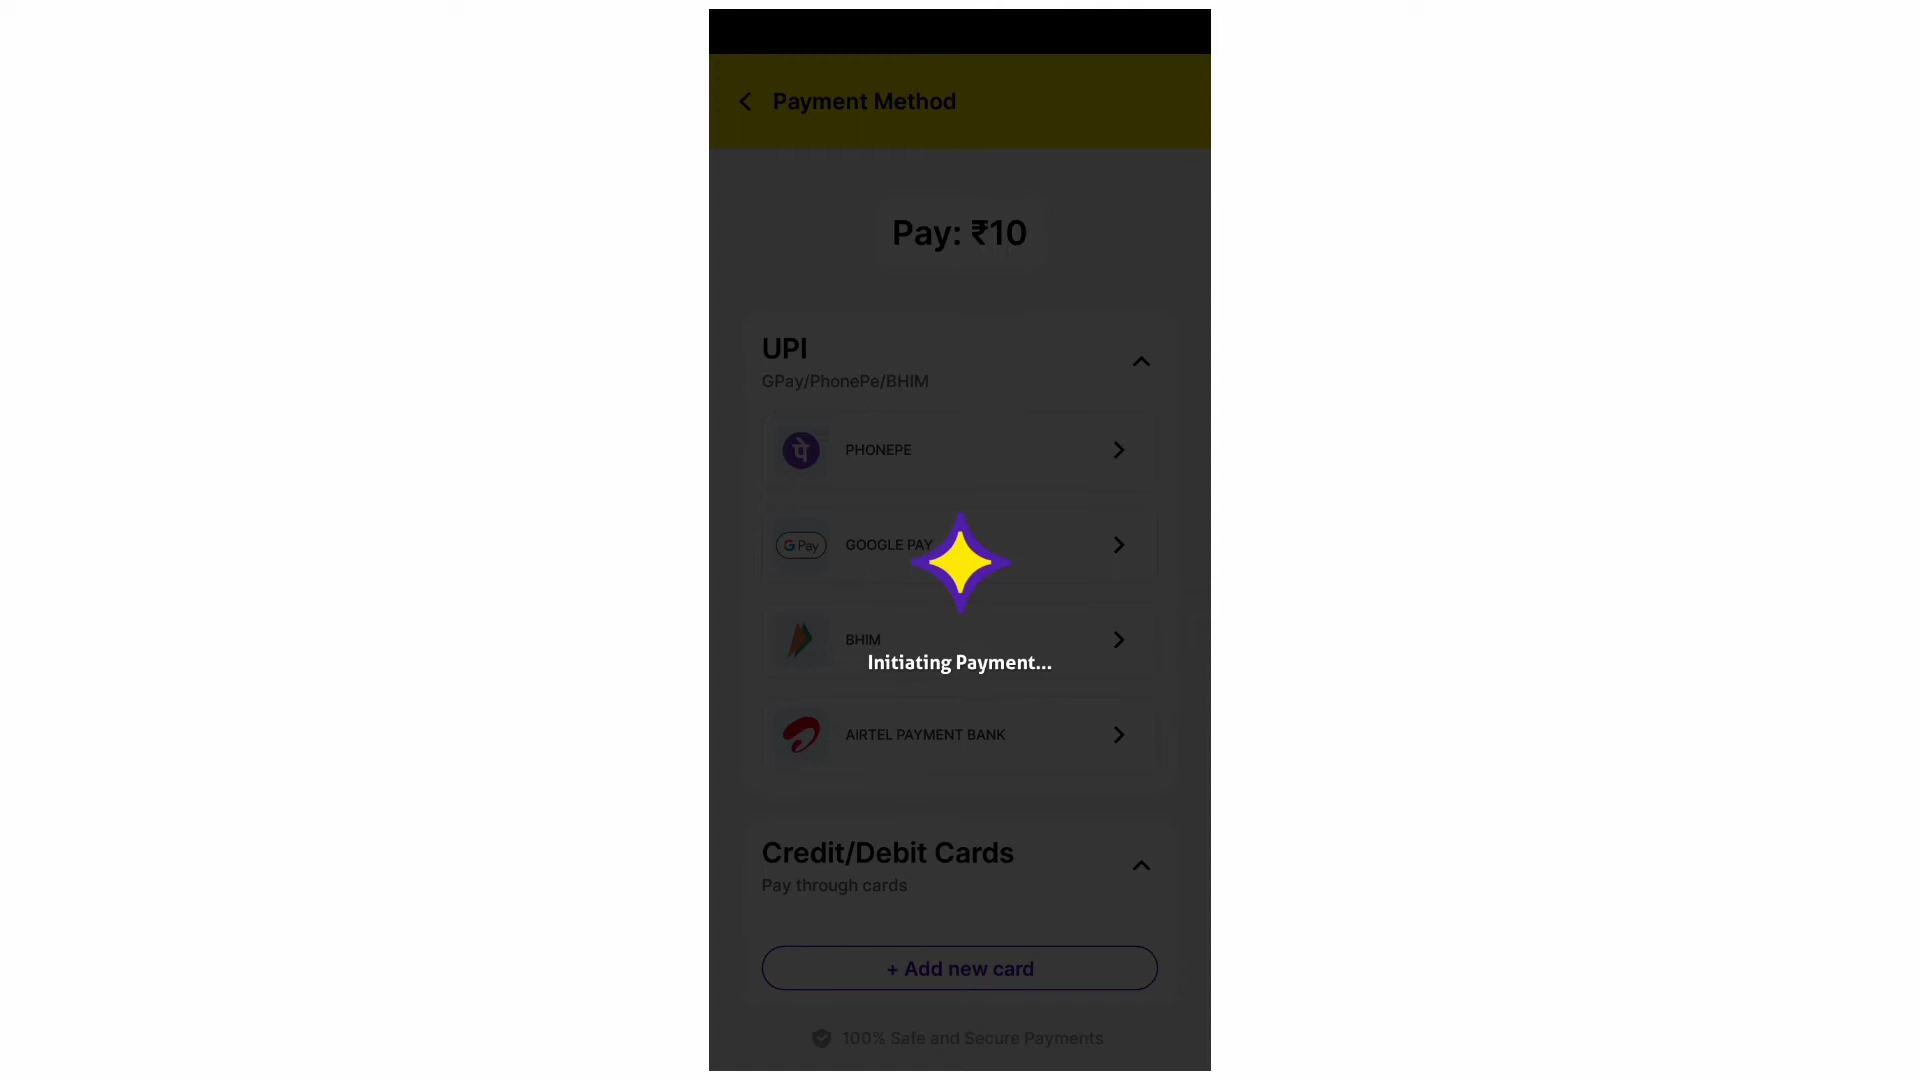 Payment Method
Pay: ₹10
UPI
GPay/PhonePe/BHIM
पे
PHONEPE
G Pay
GOOGLE PAY
BHIM
Initiating Payment...
AIRTEL PAYMENT BANK
Credit/Debit Cards
Pay through cards
+ Add new card
100% Safe and Secure Payments